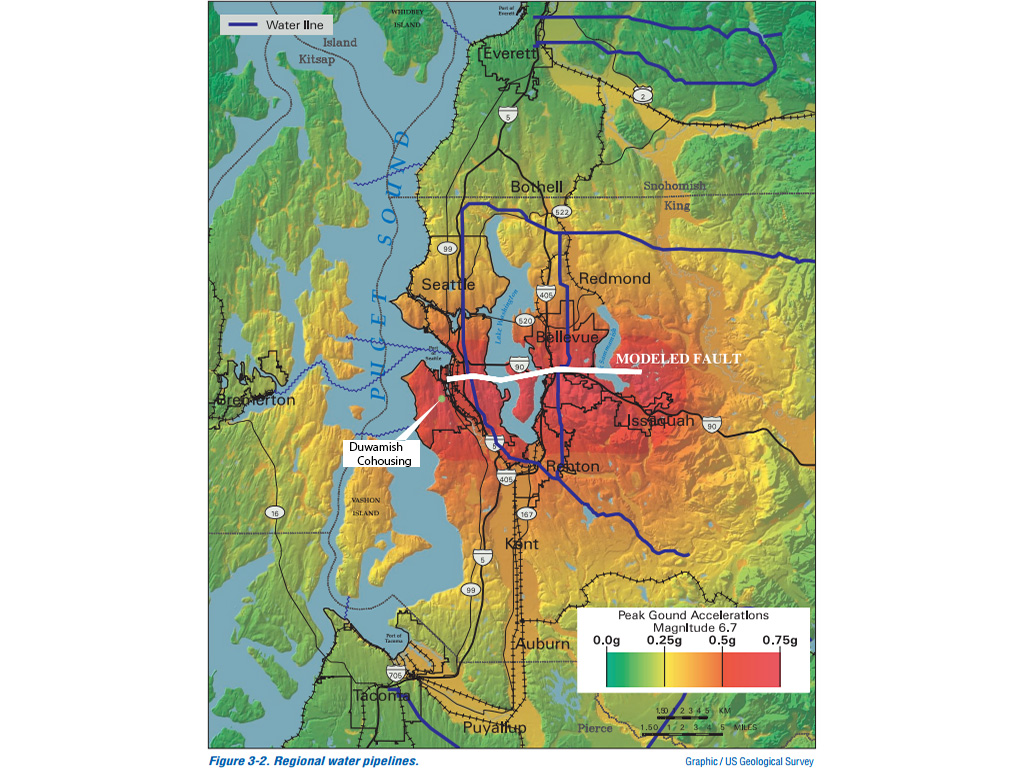 Water line
Port of
Everett
WHIDBEY
ISLAND
Island
Kitsap
Everett
2
5
PUGET SOUND
Bothell
Snohomish
King
522
99
Seattle
Redmond
405
Lake Washington
520
Bellevue
Port
Seattle
90
MODELED FAULT
Bremerton
Issaquah
90
Duwamish
Cohousing
5
Renton
405
VASHON
ISLAND
16
167
Kent
5
99
Peak Gound Accelerations
Magnitude 6.7
0.0g 0.25g 0.5g 0.75g
Port of
Tacoma
Auburn
705
Tacoma
1.50 1 2 3 4 5 KM
1.50 1 2 3 4 5 MILES
Puyallup
Pierce
Figure 3-2. Regional water pipelines.
Graphic / US Geological Survey